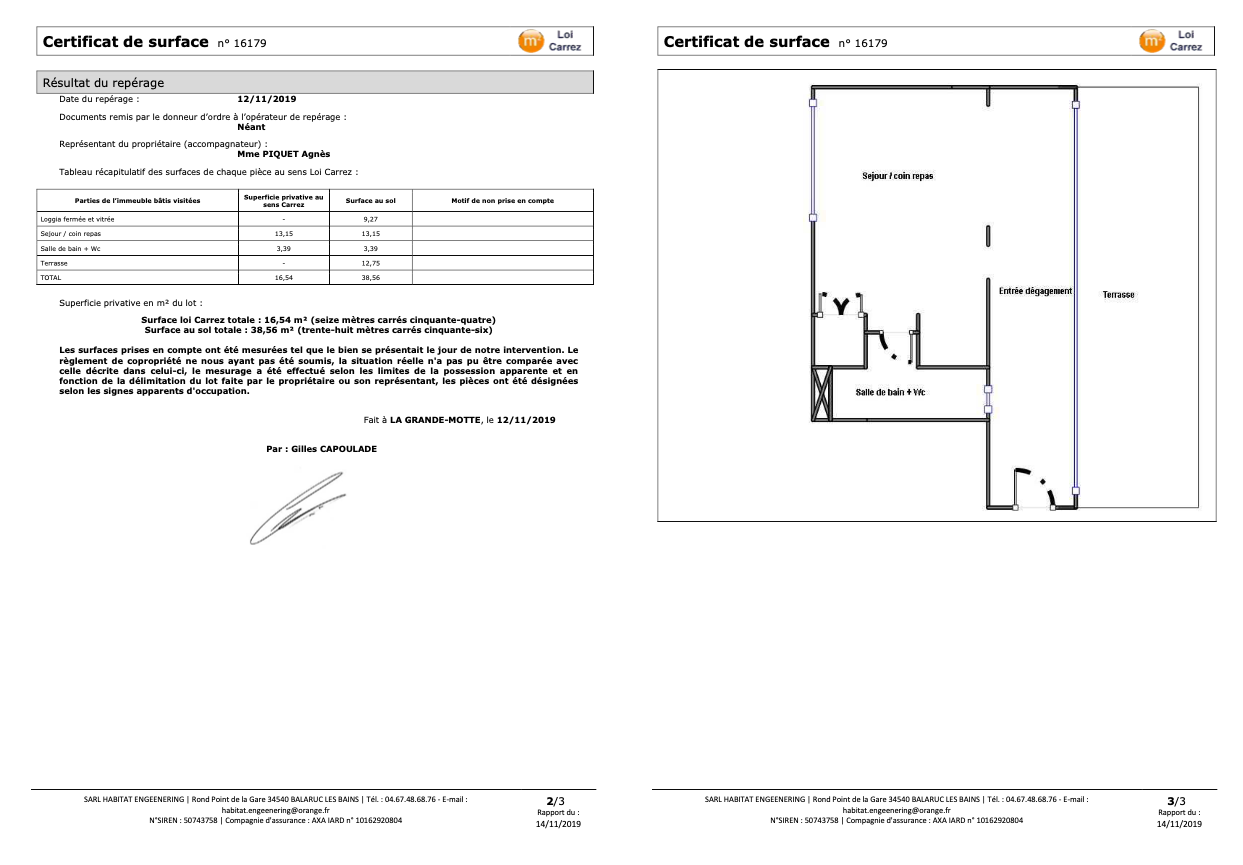 Certificat de surface n° 16179
m²
Loi
Carrez
Résultat du repérage
Date du repérage : 12/11/2019
Documents remis par le donneur d'ordre à l'opérateur de repérage :
Néant
Représentant du propriétaire (accompagnateur) :
Mme PIQUET Agnès
Tableau récapitulatif des surfaces de chaque pièce au sens Loi Carrez :
Parties de l'immeuble bâtis visitées Superficie privative au sens Carrez Surface au sol Motif de non prise en compte
Loggia fermée et vitrée - 9,27
Sejour / coin repas 13,15 13,15
Salle de bain + Wc 3,39 3,39
Terrasse - 12,75
TOTAL 16,54 38,56
Superficie privative en m² du lot :
Surface loi Carrez totale : 16,54 m² (seize mètres carrés cinquante-quatre)
Surface au sol totale : 38,56 m² (trente-huit mètres carrés cinquante-six)
Les surfaces prises en compte ont été mesurées tel que le bien se présentait le jour de notre intervention. Le
règlement de copropriété ne nous ayant pas été soumis, la situation réelle n'a pas pu être comparée avec
celle décrite dans celui-ci, le mesurage a été effectué selon les limites de la possession apparente et en
fonction de la délimitation du lot faite par le propriétaire ou son représentant, les pièces ont été désignées
selon les signes apparents d'occupation.
Fait à LA GRANDE-MOTTE, le 12/11/2019
Par : Gilles CAPOULADE
SARL HABITAT ENGEENERING | Rond Point de la Gare 34540 BALARUC LES BAINS | Tél. : 04.67.48.68.76 - E-mail :
habitat.engeenering@orange.fr
N°SIREN : 50743758 | Compagnie d'assurance : AXA IARD n° 10162920804
2/3
Rapport du :
14/11/2019
Certificat de surface n° 16179
m²
Loi
Carrez
Sejour / coin repas
Entrée dégagement
Terrasse
Salle de bain + Wc
SARL HABITAT ENGEENERING | Rond Point de la Gare 34540 BALARUC LES BAINS | Tél. : 04.67.48.68.76 - E-mail :
habitat.engeenering@orange.fr
N°SIREN : 50743758 | Compagnie d'assurance : AXA IARD n° 10162920804
3/3
Rapport du :
14/11/2019